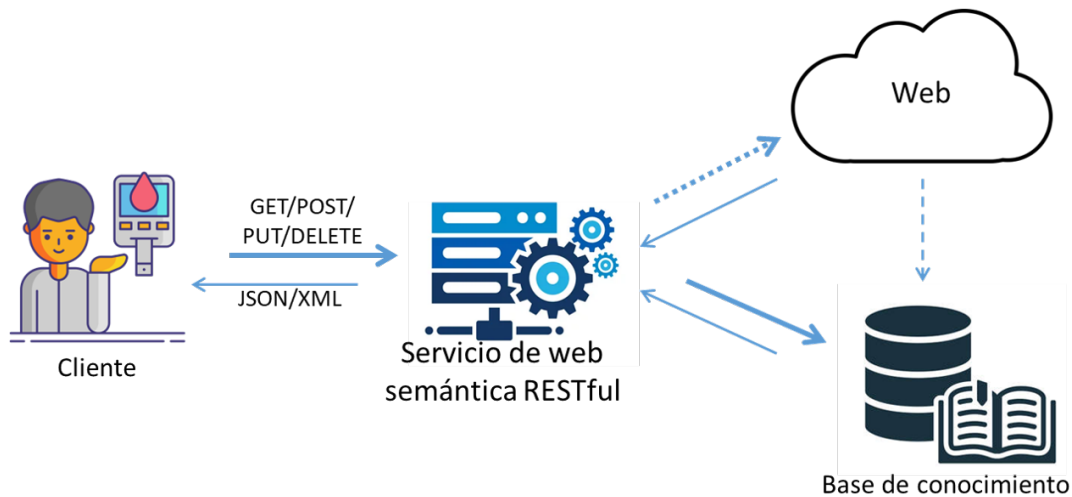 Web
GET/POST/
PUT/DELETE
JSON/XML
Cliente
Servicio de web
semántica RESTful
Base de conocimiento